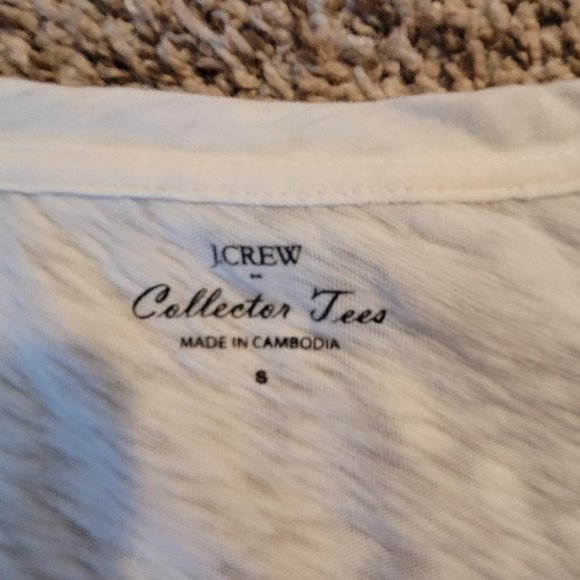 J.CREW
Collector Tees
MADE IN CAMBODIA
S